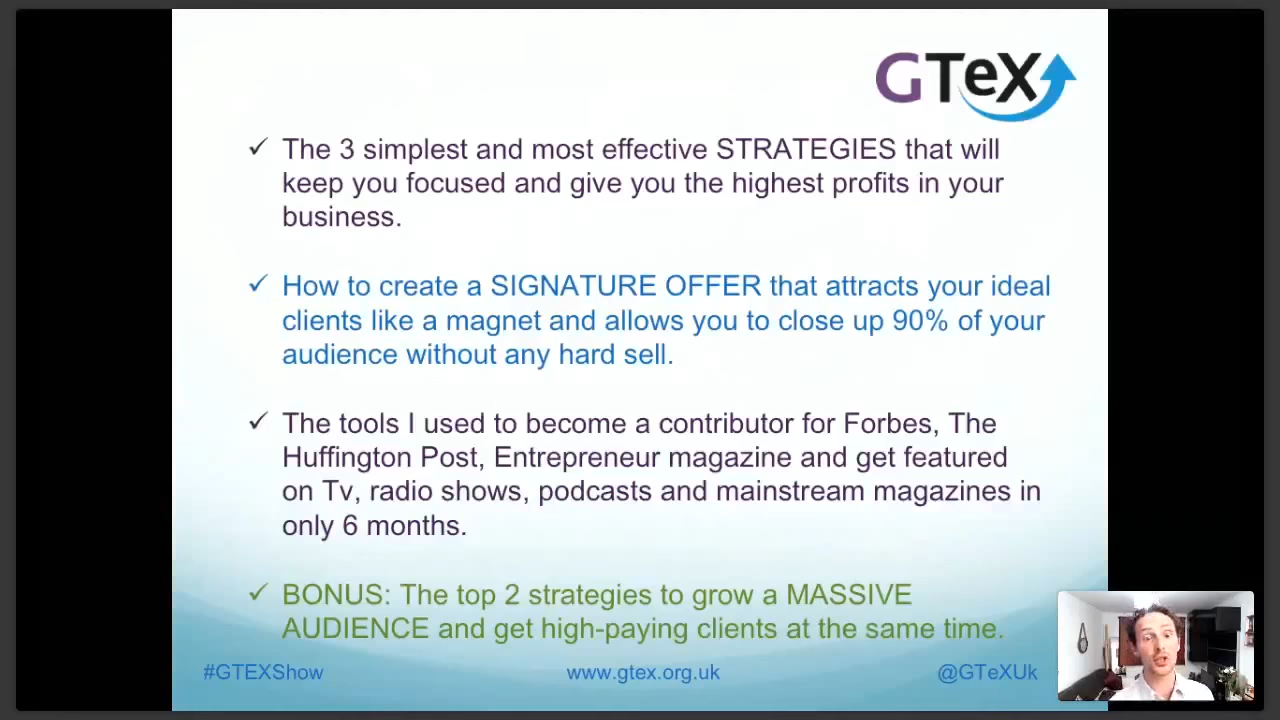 GTeX
✓ The 3 simplest and most effective STRATEGIES that will
keep you focused and give you the highest profits in your
business.
✓ How to create a SIGNATURE OFFER that attracts your ideal
clients like a magnet and allows you to close up 90% of your
audience without any hard sell.
✓ The tools I used to become a contributor for Forbes, The
Huffington Post, Entrepreneur magazine and get featured
on Tv, radio shows, podcasts and mainstream magazines in
only 6 months.
✓ BONUS: The top 2 strategies to grow a MASSIVE
AUDIENCE and get high-paying clients at the same time.
#GTEXShow www.gtex.org.uk @GTeXUk